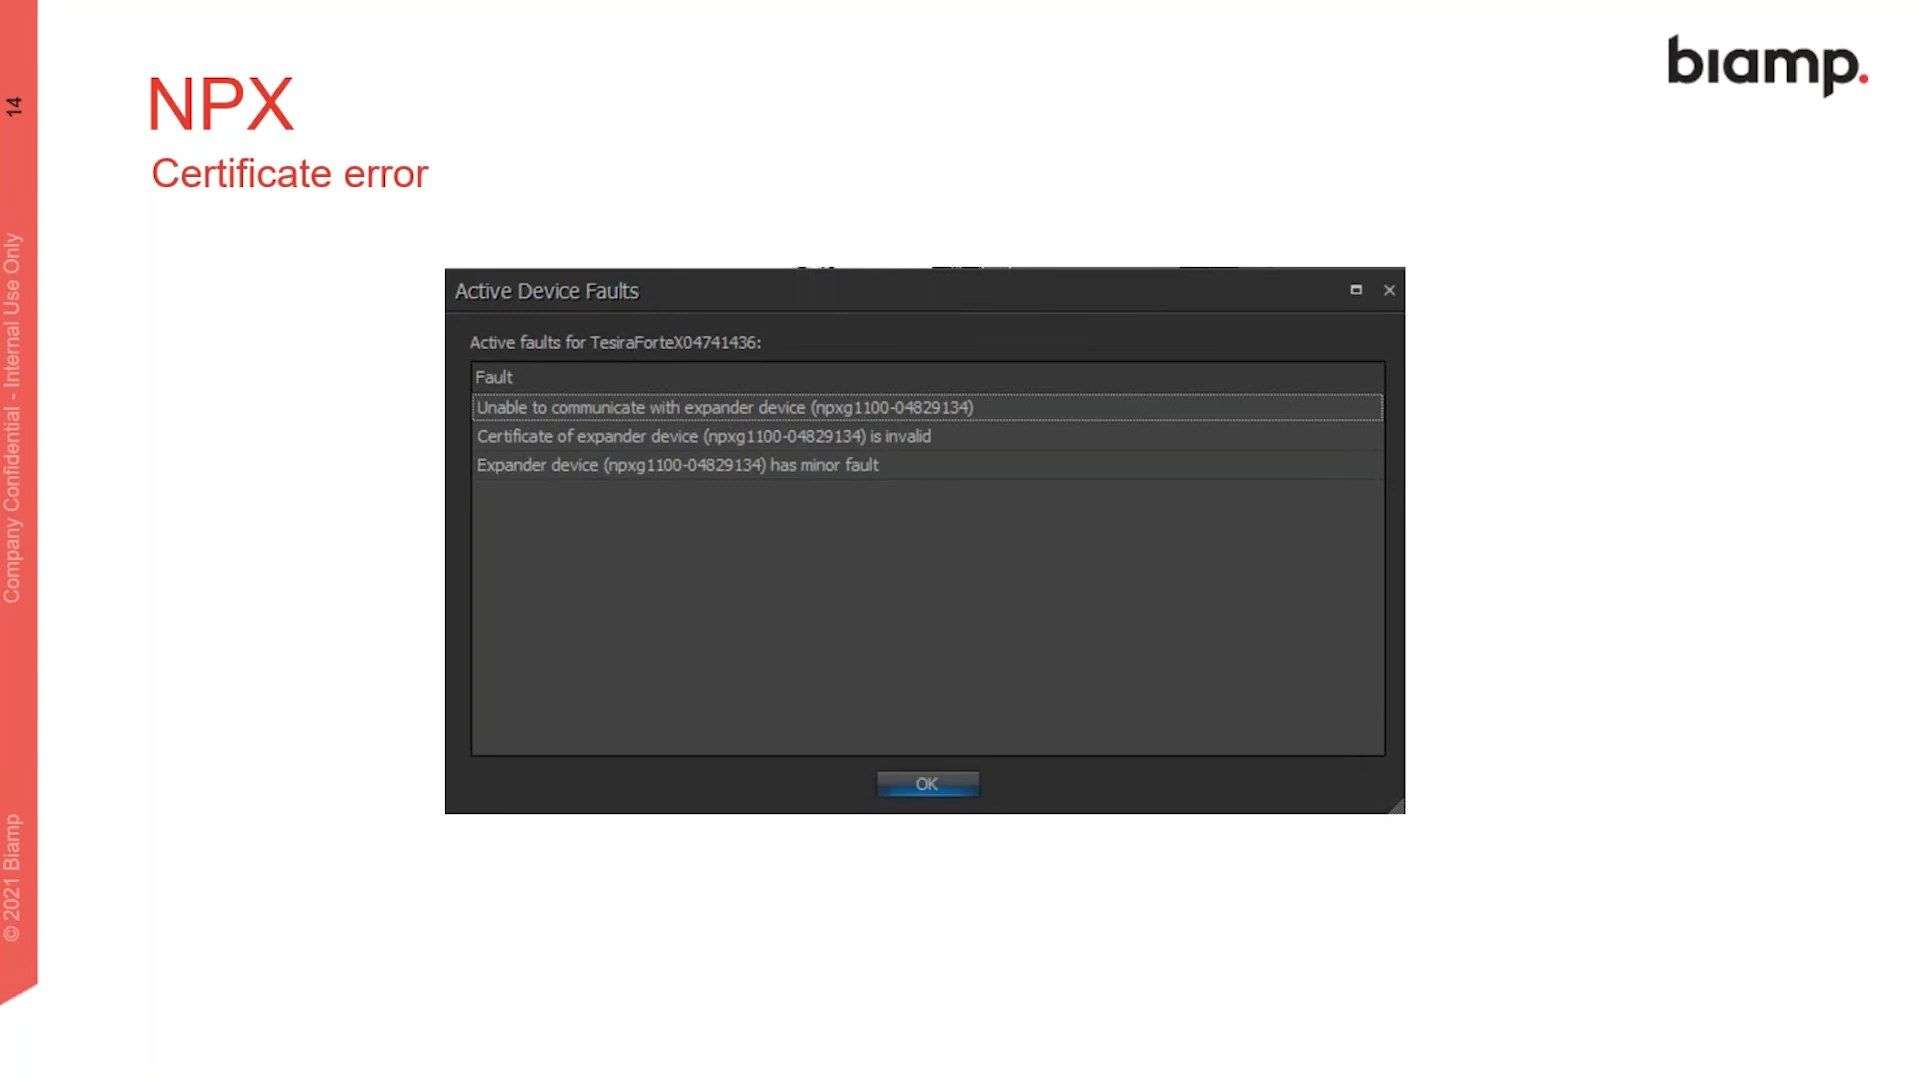 14
Company Confidential - Internal Use Only
© 2021 Biamp
NPX
Certificate error
biamp.
Active Device Faults
Active faults for TesiraForteX04741436:
Fault
Unable to communicate with expander device (npxg1100-04829134)
Certificate of expander device (npxg1100-04829134) is invalid
Expander device (npxg1100-04829134) has minor fault
OK